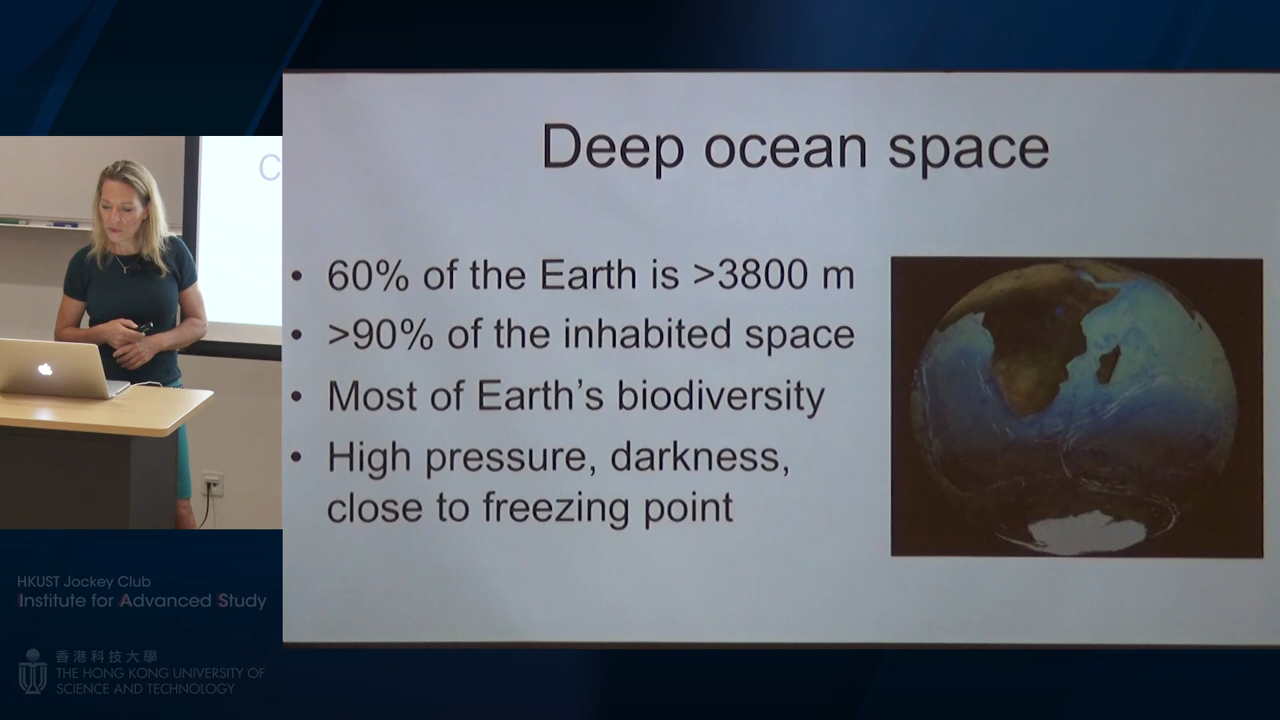 Deep ocean space
• 60% of the Earth is >3800 m
• >90% of the inhabited space
• Most of Earth's biodiversity
• High pressure, darkness,
close to freezing point
C
HKUST Jockey Club
Institute for Advanced Study
香港科技大學
THE HONG KONG UNIVERSITY OF
SCIENCE AND TECHNOLOGY